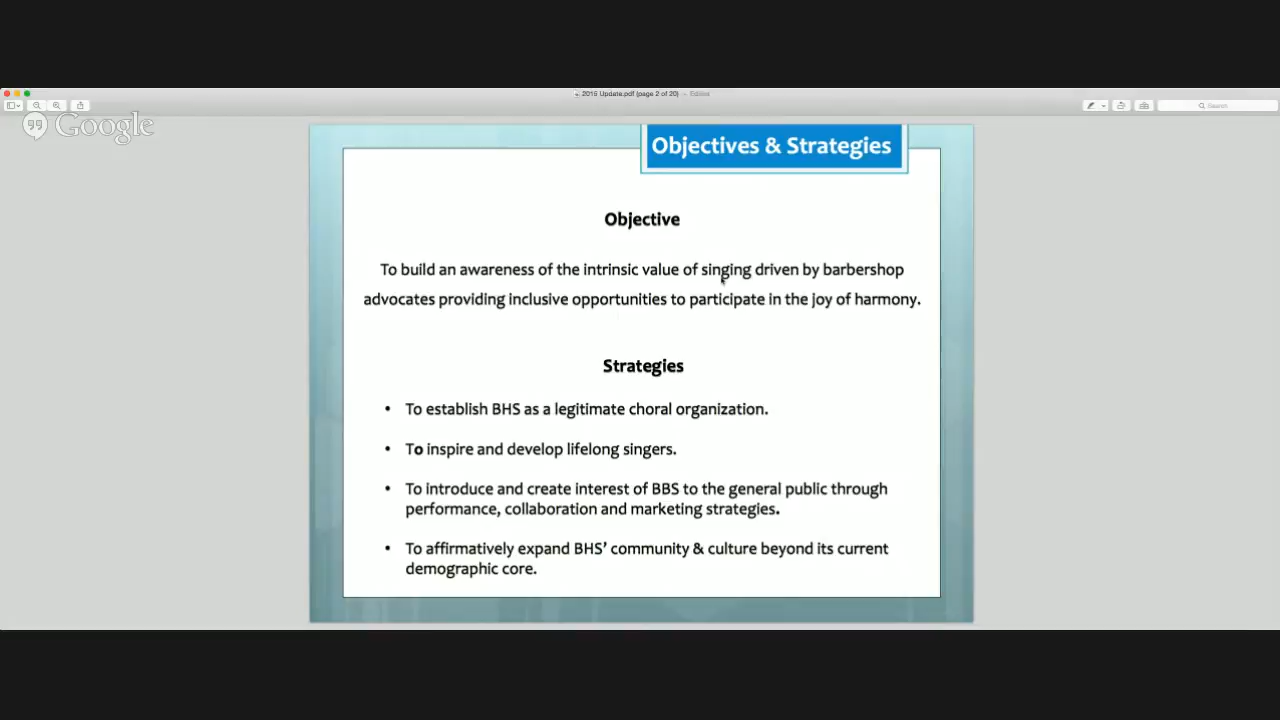 2015 Update.pdf (page 2 of 20) — Edited
Search
Google
Objectives & Strategies
Objective
To build an awareness of the intrinsic value of singing driven by barbershop
advocates providing inclusive opportunities to participate in the joy of harmony.
Strategies
• To establish BHS as a legitimate choral organization.
• To inspire and develop lifelong singers.
• To introduce and create interest of BBS to the general public through
performance, collaboration and marketing strategies.
• To affirmatively expand BHS’ community & culture beyond its current
demographic core.